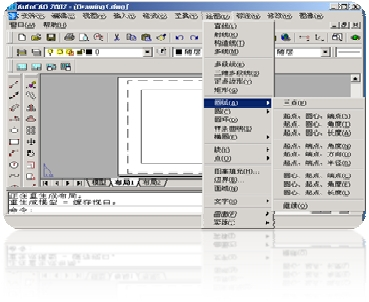 AutoCAD 2002 - [Drawing1.dwg]
文件(F) 编辑(E) 视图(V) 插入(I) 格式(O) 工具(T) 绘图(D) 标注(N) 修改(M) 图像(I)
窗口(W) 帮助(H)
直线(L)
射线(R)
构造线(T)
多线(M)
多段线(P)
三维多段线(3)
正多边形(Y)
矩形(G)
圆弧(A)
圆(C)
圆环(D)
样条曲线(S)
椭圆(E)
块(K)
点(O)
图案填充(H)...
边界(B)...
面域(N)
文字(X)
曲面(F)
实体(I)
三点(P)
起点、圆心、端点(S)
起点、圆心、角度(T)
起点、圆心、长度(A)
起点、端点、角度(N)
起点、端点、方向(D)
起点、端点、半径(R)
圆心、起点、端点(C)
圆心、起点、角度(E)
圆心、起点、长度(L)
继续(O)
模型 布局1 布局2
正在重生成布局。
重生成模型 - 缓存视口。
命令: